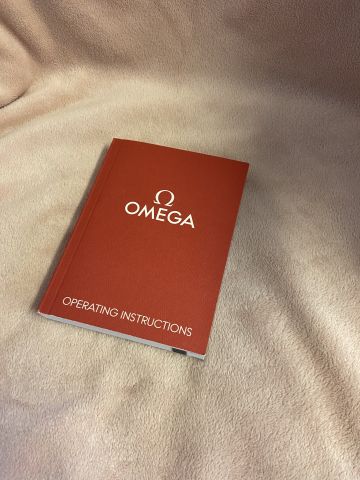 Ω
OMEGA
OPERATING INSTRUCTIONS